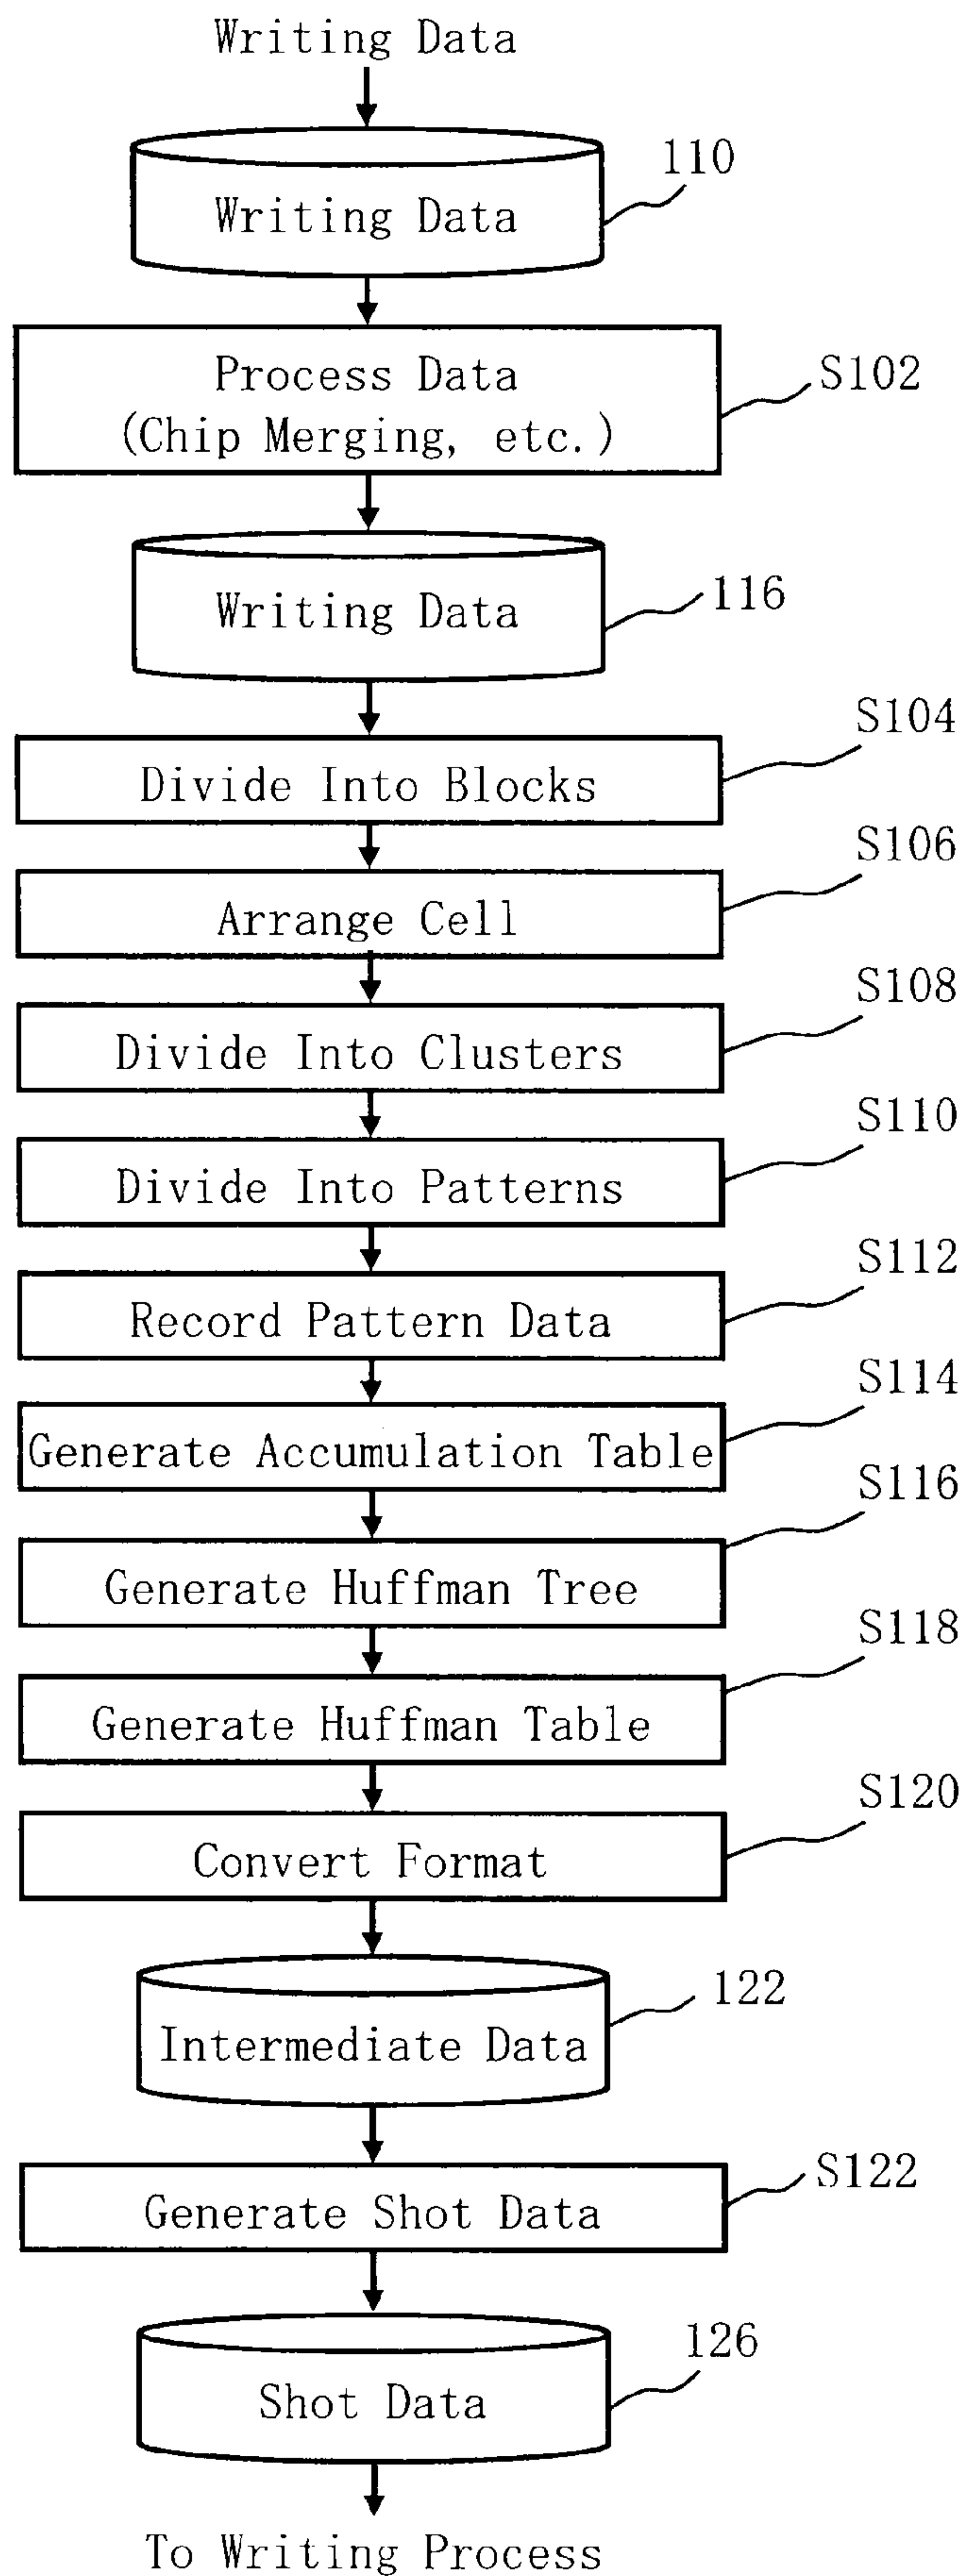 Writing Data
Writing Data
110
Process Data
(Chip Merging, etc.)
S102
Writing Data
116
Divide Into Blocks
S104
Arrange Cell
S106
Divide Into Clusters
S108
Divide Into Patterns
S110
Record Pattern Data
S112
Generate Accumulation Table
S114
Generate Huffman Tree
S116
Generate Huffman Table
S118
Convert Format
S120
Intermediate Data
122
Generate Shot Data
S122
Shot Data
126
To Writing Process